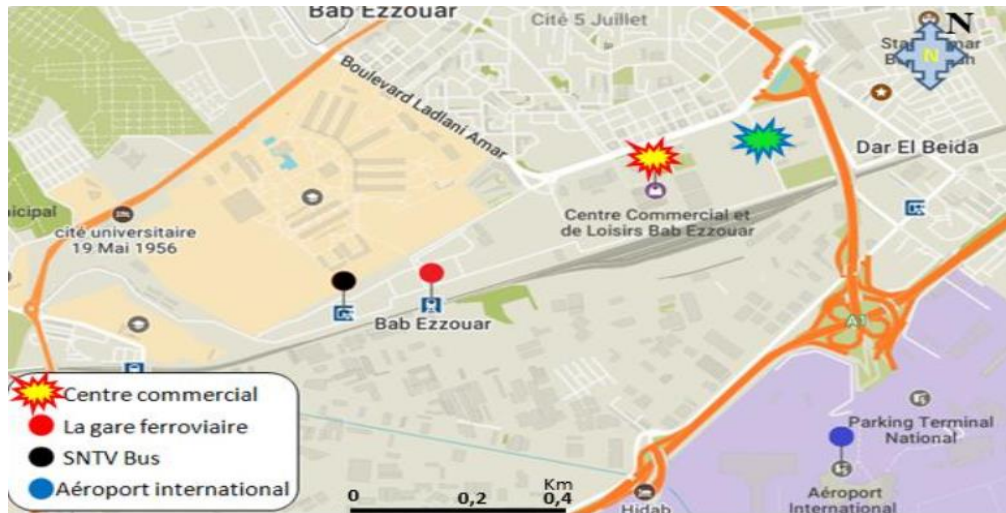 Bab Ezzouar
Cité 5 Juillet
N
N
Boulevard Ladlani Amar
Dar El Beida
Centre Commercial et
de Loisirs Bab Ezzouar
cité universitaire
19 Mai 1956
Bab Ezzouar
A1
Centre commercial
La gare ferroviaire
SNTV Bus
Aéroport international
0
0,2
Km
0,4
Hidab
Parking Terminal
National
Aéroport
International